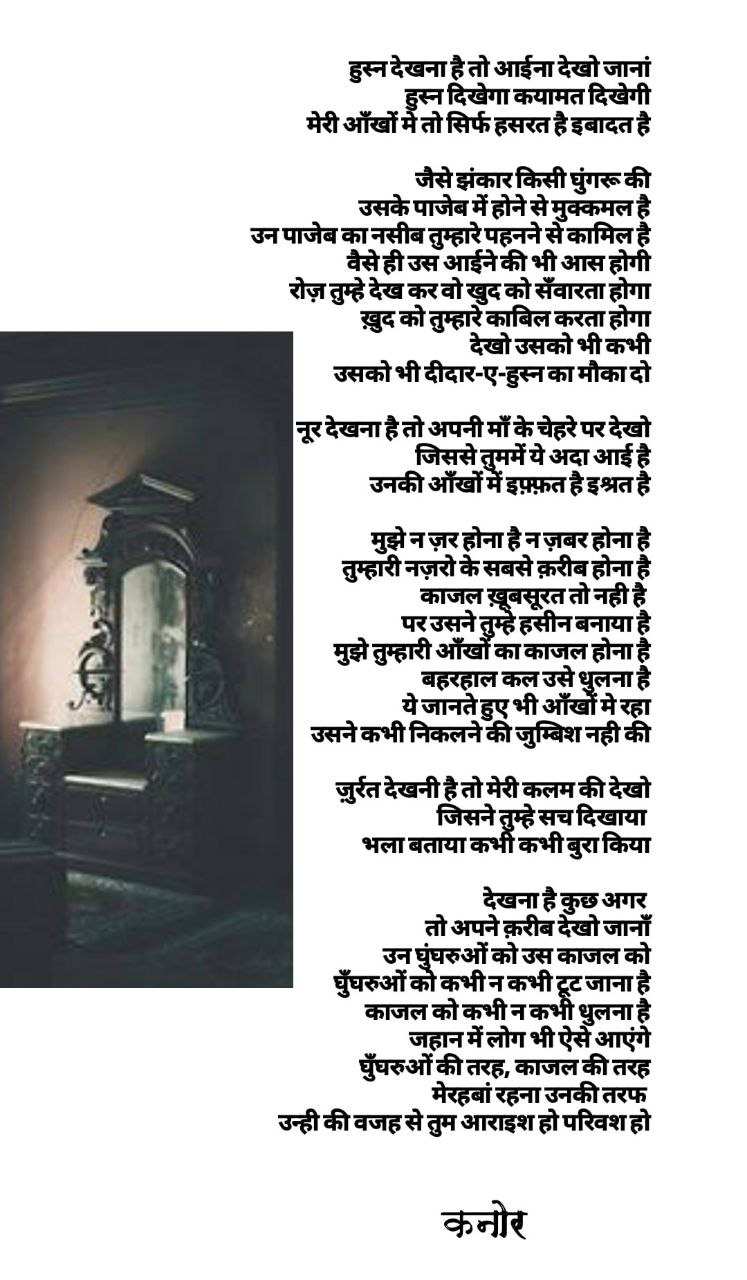 हुस्न देखना है तो आईना देखो जानां
हुस्न दिखेगा कयामत दिखेगी
मेरी आँखों मे तो सिर्फ हसरत है इबादत है
जैसे झंकार किसी घुंगरू की
उसके पाजेब में होने से मुक्कमल है
उन पाजेब का नसीब तुम्हारे पहनने से कामिल है
वैसे ही उस आईने की भी आस होगी
रोज़ तुम्हे देख कर वो खुद को सँवारता होगा
ख़ुद को तुम्हारे काबिल करता होगा
देखो उसको भी कभी
उसको भी दीदार-ए-हुस्न का मौका दो
नूर देखना है तो अपनी माँ के चेहरे पर देखो
जिससे तुममें ये अदा आई है
उनकी आँखों में इफ़्फ़त है इश्रत है
मुझे न ज़र होना है न ज़बर होना है
तुम्हारी नज़रो के सबसे क़रीब होना है
काजल ख़ूबसूरत तो नही है
पर उसने तुम्हे हसीन बनाया है
मुझे तुम्हारी आँखों का काजल होना है
बहरहाल कल उसे धुलना है
ये जानते हुए भी आँखों मे रहा
उसने कभी निकलने की जुम्बिश नही की
ज़ुर्रत देखनी है तो मेरी कलम की देखो
जिसने तुम्हे सच दिखाया
भला बताया कभी कभी बुरा किया
देखना है कुछ अगर
तो अपने क़रीब देखो जानाँ
उन घुंघरुओं को उस काजल को
घुँघरुओं को कभी न कभी टूट जाना है
काजल को कभी न कभी धुलना है
जहान में लोग भी ऐसे आएंगे
घुँघरुओं की तरह, काजल की तरह
मेरहबां रहना उनकी तरफ
उन्ही की वजह से तुम आराइश हो परिवश हो
कनोर